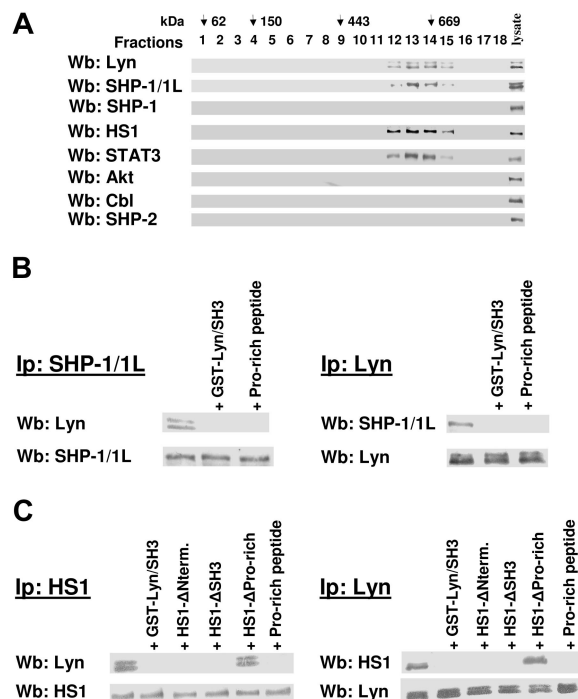 A
kDa 62 150 443 669
Fractions 1 2 3 4 5 6 7 8 9 10 11 12 13 14 15 16 17 18 lysate
Wb: Lyn
Wb: SHP-1/1L
Wb: SHP-1
Wb: HS1
Wb: STAT3
Wb: Akt
Wb: Cbl
Wb: SHP-2
B
Ip: SHP-1/1L
+ GST-Lyn/SH3
+ Pro-rich peptide
Wb: Lyn
Wb: SHP-1/1L
Ip: Lyn
+ GST-Lyn/SH3
+ Pro-rich peptide
Wb: SHP-1/1L
Wb: Lyn
C
Ip: HS1
+ GST-Lyn/SH3
+ HS1-ΔNterm.
+ HS1-ΔSH3
+ HS1-ΔPro-rich
+ Pro-rich peptide
Wb: Lyn
Wb: HS1
Ip: Lyn
+ GST-Lyn/SH3
+ HS1-ΔNterm.
+ HS1-ΔSH3
+ HS1-ΔPro-rich
+ Pro-rich peptide
Wb: HS1
Wb: Lyn